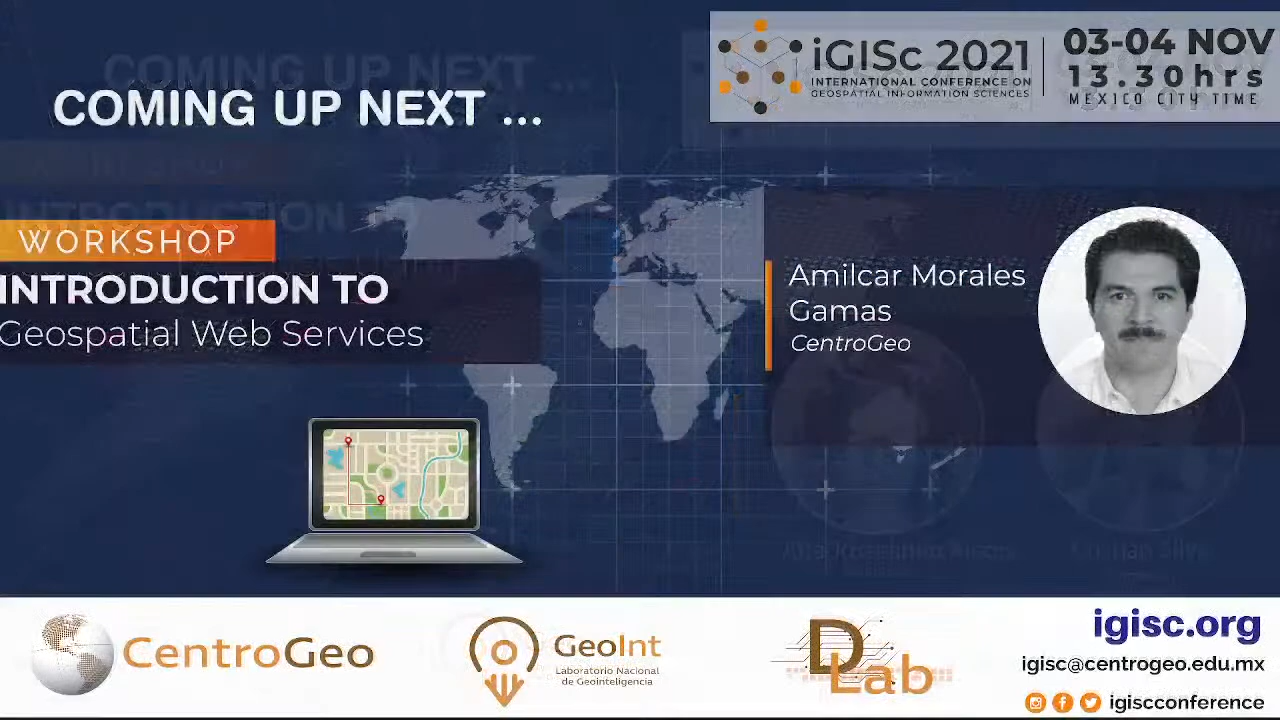 COMING UP NEXT ...
iGISc 2021
INTERNATIONAL CONFERENCE ON
GEOSPATIAL INFORMATION SCIENCES
03-04 NOV
13.30hrs
MEXICO CITY TIME
WORKSHOP
INTRODUCTION TO
Geospatial Web Services
Amilcar Morales
Gamas
CentroGeo
CentroGeo
GeoInt
Laboratorio Nacional
de Geointeligencia
DLab
igisc.org
igisc@centrogeo.edu.mx
igiscconference